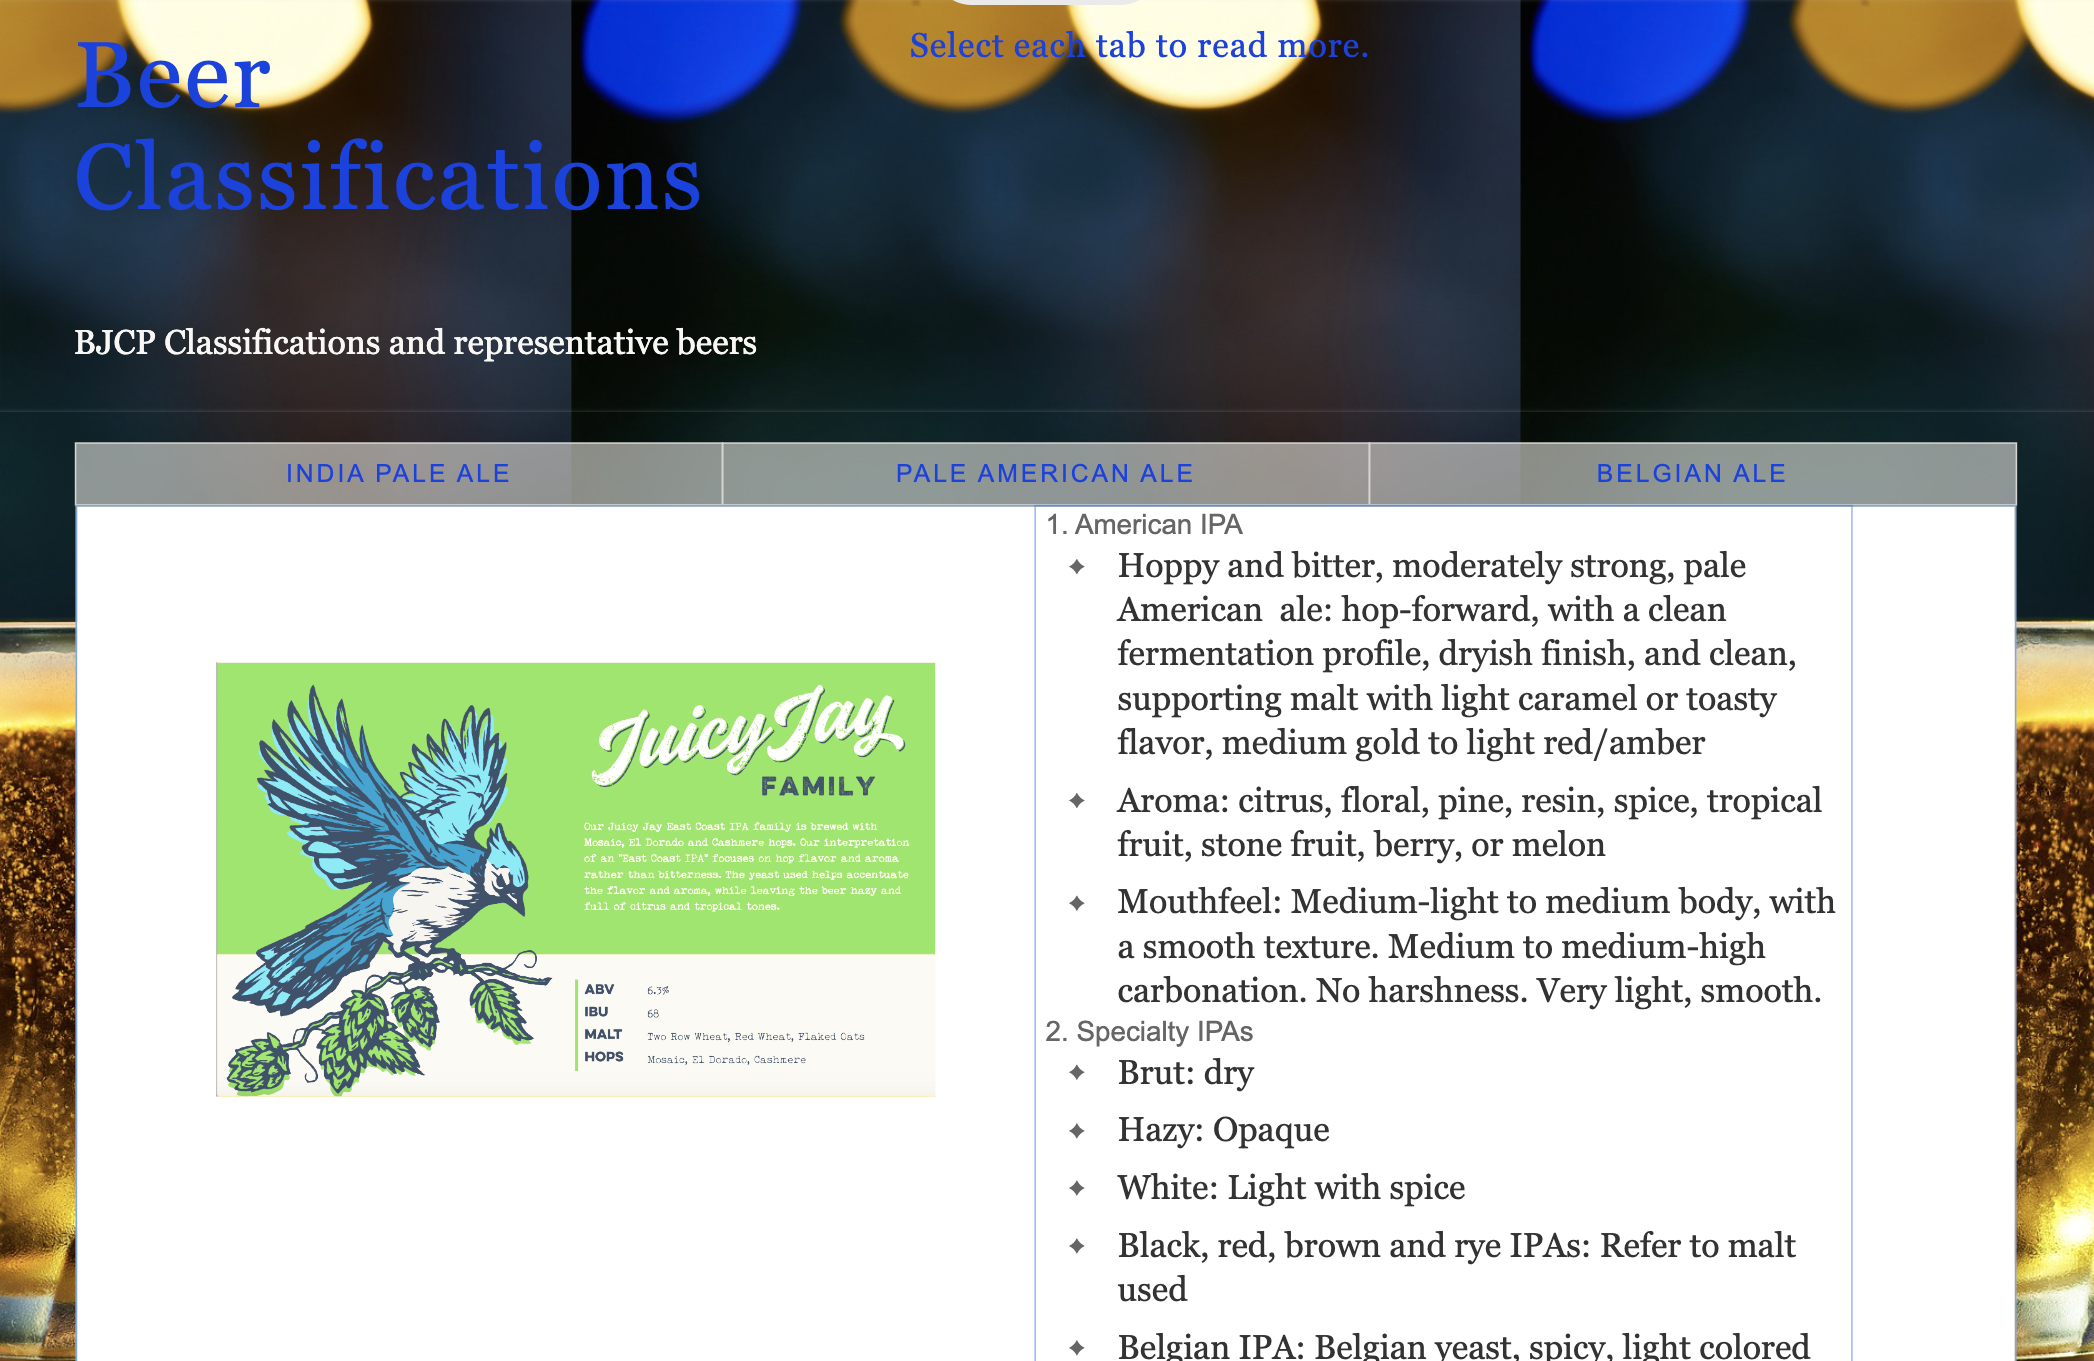 Beer
Classifications
Select each tab to read more.
BJCP Classifications and representative beers
INDIA PALE ALE
PALE AMERICAN ALE
BELGIAN ALE
Juicy Jay
FAMILY
Our Juicy Jay East Coast IPA family is brewed with
Mosaic, El Dorado and Cashmere hops. Our interpretation
of an "East Coast IPA" focuses on hop flavor and aroma
rather than bitterness. The yeast used helps accentuate
the flavor and aroma, while leaving the beer hazy and
full of citrus and tropical tones.
ABV 6.3%
IBU 68
MALT Two Row Wheat, Red Wheat, Flaked Oats
HOPS Mosaic, El Dorado, Cashmere
1. American IPA
Hoppy and bitter, moderately strong, pale
American  ale: hop-forward, with a clean
fermentation profile, dryish finish, and clean,
supporting malt with light caramel or toasty
flavor, medium gold to light red/amber
Aroma: citrus, floral, pine, resin, spice, tropical
fruit, stone fruit, berry, or melon
Mouthfeel: Medium-light to medium body, with
a smooth texture. Medium to medium-high
carbonation. No harshness. Very light, smooth.
2. Specialty IPAs
Brut: dry
Hazy: Opaque
White: Light with spice
Black, red, brown and rye IPAs: Refer to malt
used
Belgian IPA: Belgian yeast, spicy, light colored